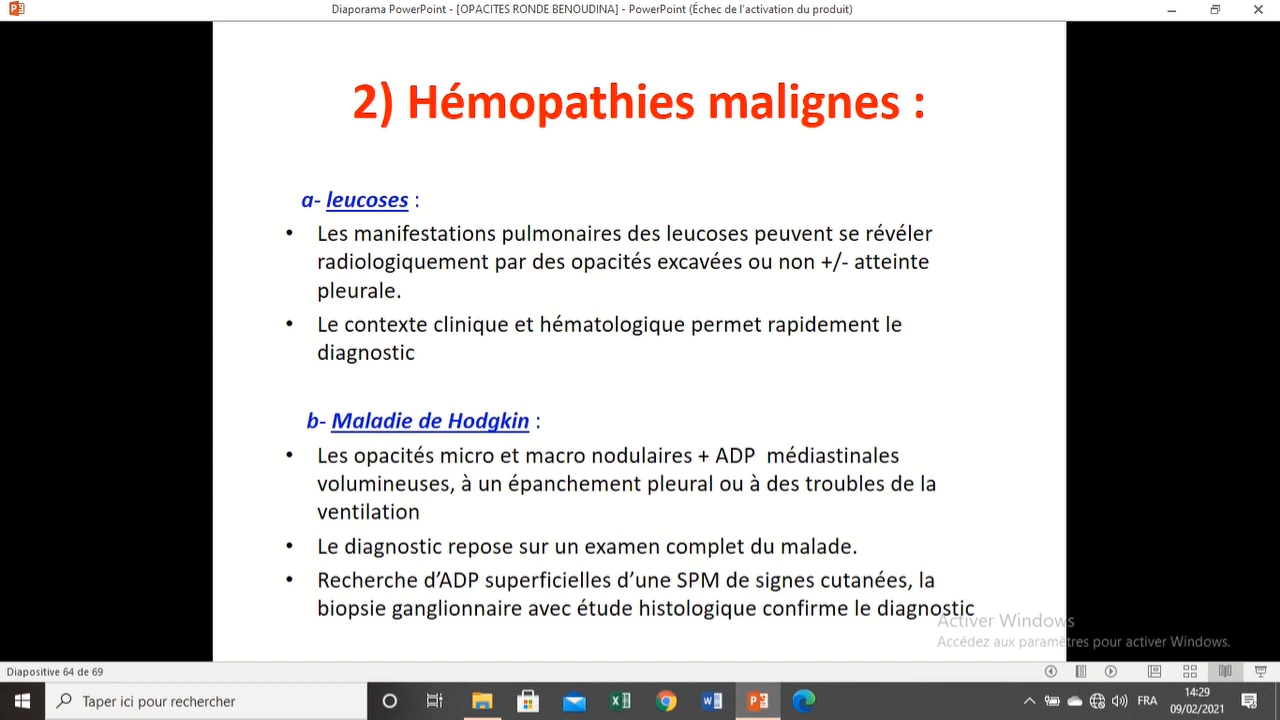 Diaporama PowerPoint - [OPACITES RONDE BENOUDINA] - PowerPoint (Échec de l'activation du produit)
2) Hémopathies malignes :
a- leucoses :
• Les manifestations pulmonaires des leucoses peuvent se révéler
radiologiquement par des opacités excavées ou non +/- atteinte
pleurale.
• Le contexte clinique et hématologique permet rapidement le
diagnostic
b- Maladie de Hodgkin :
• Les opacités micro et macro nodulaires + ADP médiastinales
volumineuses, à un épanchement pleural ou à des troubles de la
ventilation
• Le diagnostic repose sur un examen complet du malade.
• Recherche d'ADP superficielles d'une SPM de signes cutanées, la
biopsie ganglionnaire avec étude histologique confirme le diagnostic
Activer Windows
Accédez aux paramètres pour activer Windows.
Diapositive 64 de 69
Taper ici pour rechercher
FRA
14:29
09/02/2021